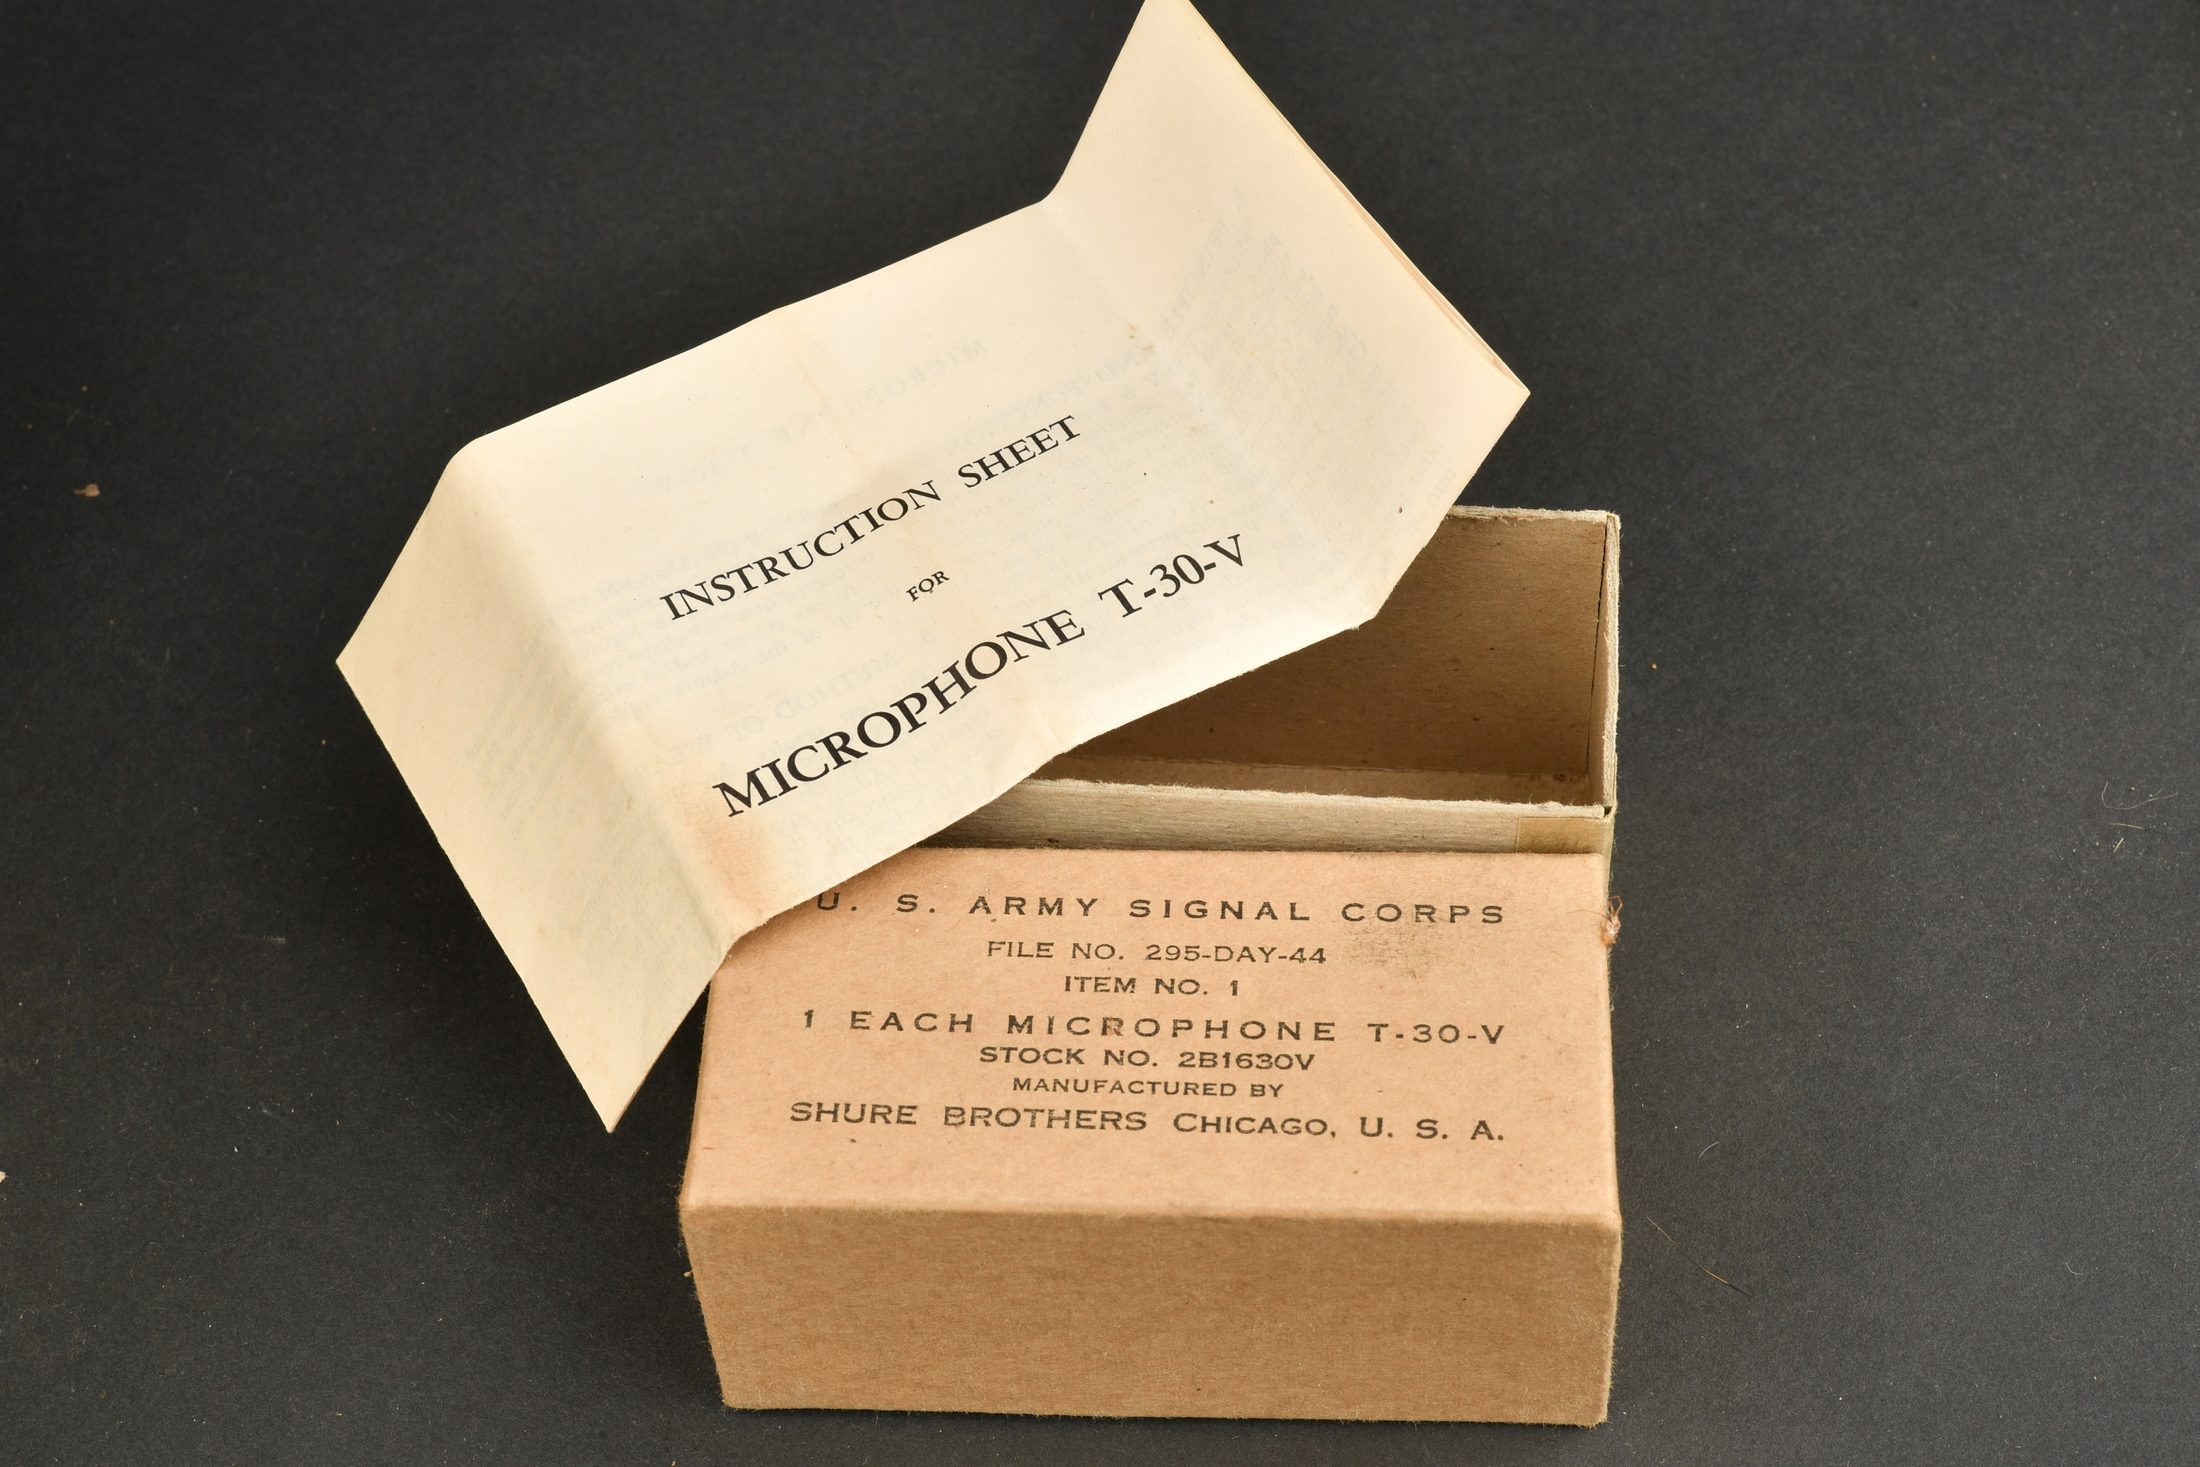 INSTRUCTION SHEET
FOR
MICROPHONE T-30-V
U. S. ARMY SIGNAL CORPS
FILE NO. 295-DAY-44
ITEM NO. 1
1 EACH MICROPHONE T-30-V
STOCK NO. 2B1630V
MANUFACTURED BY
SHURE BROTHERS CHICAGO, U. S. A.